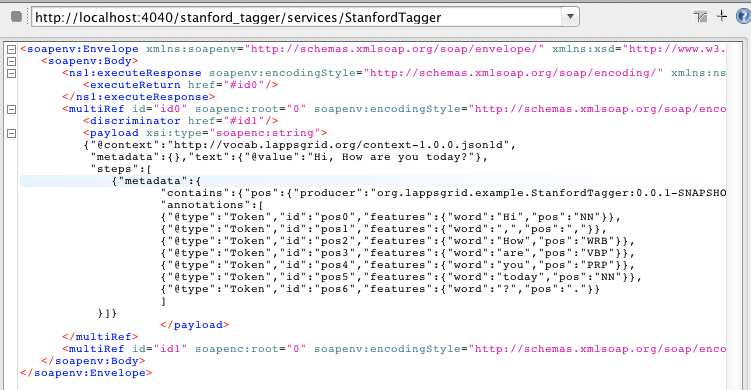 http://localhost:4040/stanford_tagger/services/StanfordTagger
<soapenv:Envelope xmlns:soapenv="http://schemas.xmlsoap.org/soap/envelope/" xmlns:xsd="http://www.w3.
<soapenv:Body>
<ns1:executeResponse soapenv:encodingStyle="http://schemas.xmlsoap.org/soap/encoding/" xmlns:ns
<executeReturn href="#id0"/>
</ns1:executeResponse>
<multiRef id="id0" soapenc:root="0" soapenv:encodingStyle="http://schemas.xmlsoap.org/soap/enco
<discriminator href="#id1"/>
<payload xsi:type="soapenc:string">
{"@context":"http://vocab.lappsgrid.org/context-1.0.0.jsonld",
"metadata":{},"text":{"@value":"Hi, How are you today?"},
"steps":[
{"metadata":{
"contains":{"pos":{"producer":"org.lappsgrid.example.StanfordTagger:0.0.1-SNAPSHO
"annotations":[
{"@type":"Token","id":"pos0","features":{"word":"Hi","pos":"NN"}},
{"@type":"Token","id":"pos1","features":{"word":",","pos":","}},
{"@type":"Token","id":"pos2","features":{"word":"How","pos":"WRB"}},
{"@type":"Token","id":"pos3","features":{"word":"are","pos":"VBP"}},
{"@type":"Token","id":"pos4","features":{"word":"you","pos":"PRP"}},
{"@type":"Token","id":"pos5","features":{"word":"today","pos":"NN"}},
{"@type":"Token","id":"pos6","features":{"word":"?","pos":"."}}
]
}]}
</payload>
</multiRef>
<multiRef id="id1" soapenc:root="0" soapenv:encodingStyle="http://schemas.xmlsoap.org/soap/enco
</soapenv:Body>
</soapenv:Envelope>